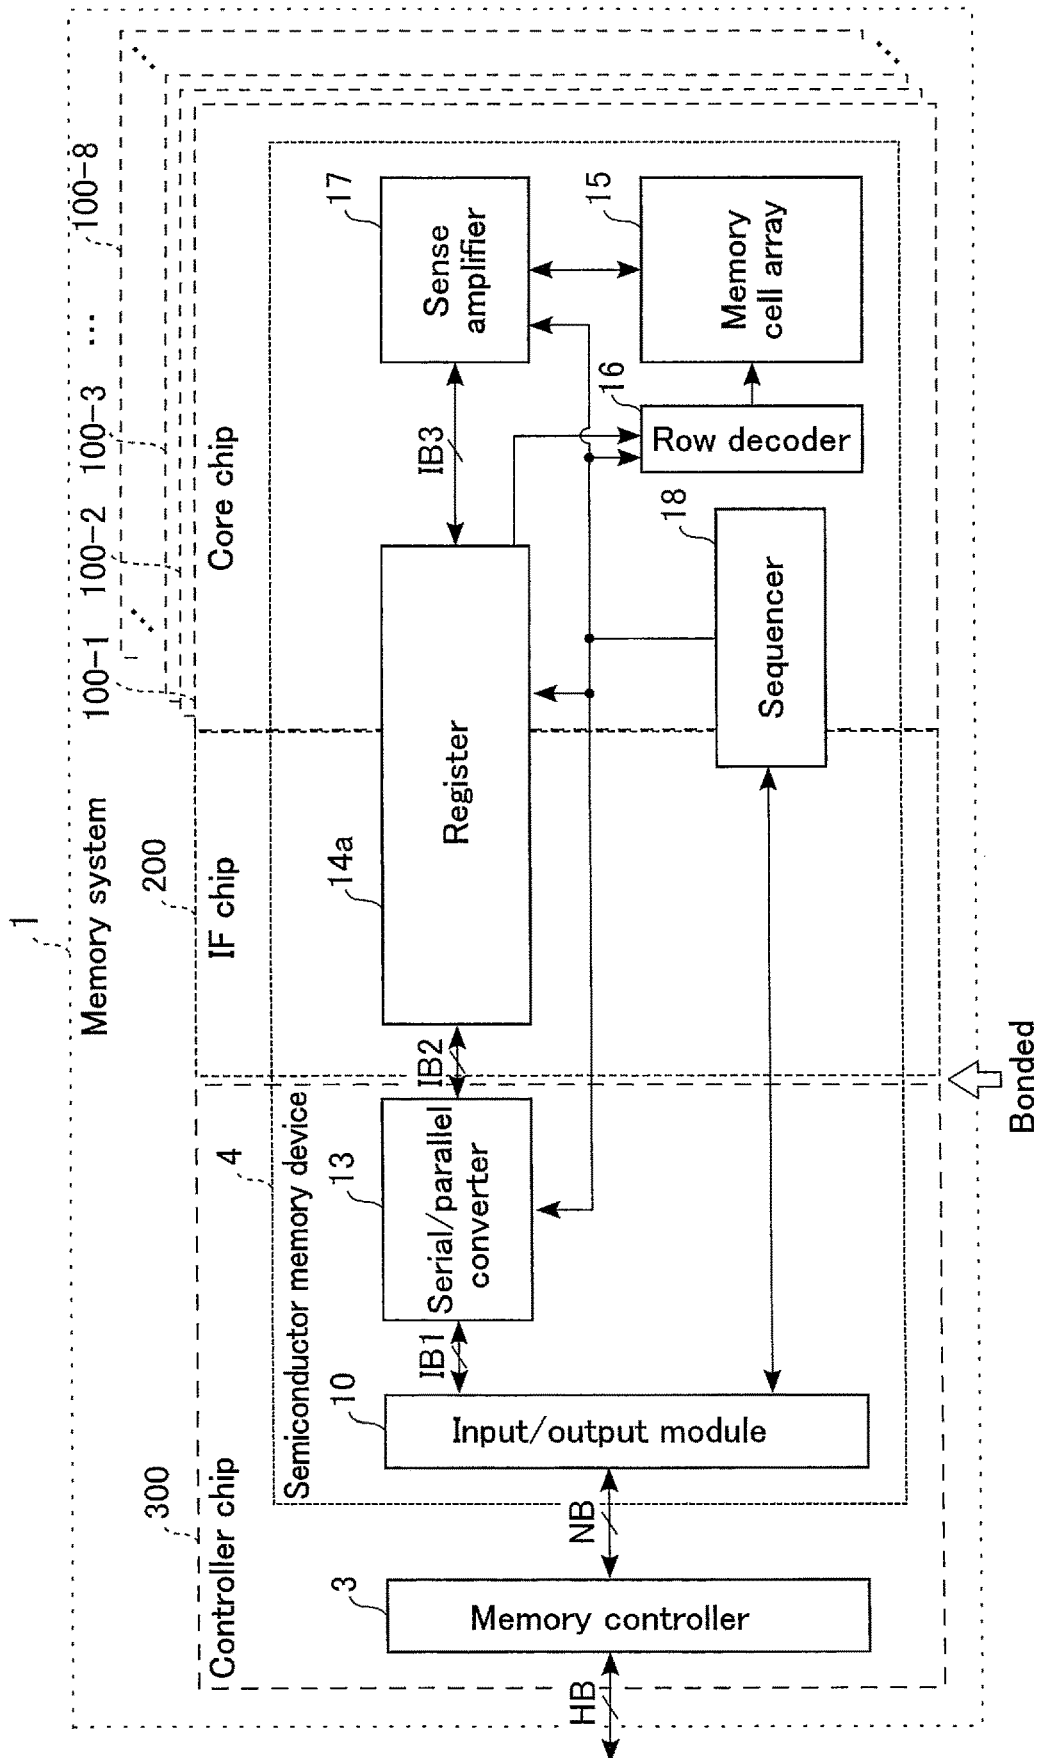 1
Memory system
300
Controller chip
200
IF chip
100-1
100-2
100-3
...
100-8
Core chip
4
Semiconductor memory device
HB
3
Memory controller
NB
10
Input/output module
IB1
13
Serial/parallel
converter
IB2
14a
Register
IB3
17
Sense
amplifier
18
Sequencer
16
Row decoder
15
Memory
cell array
Bonded